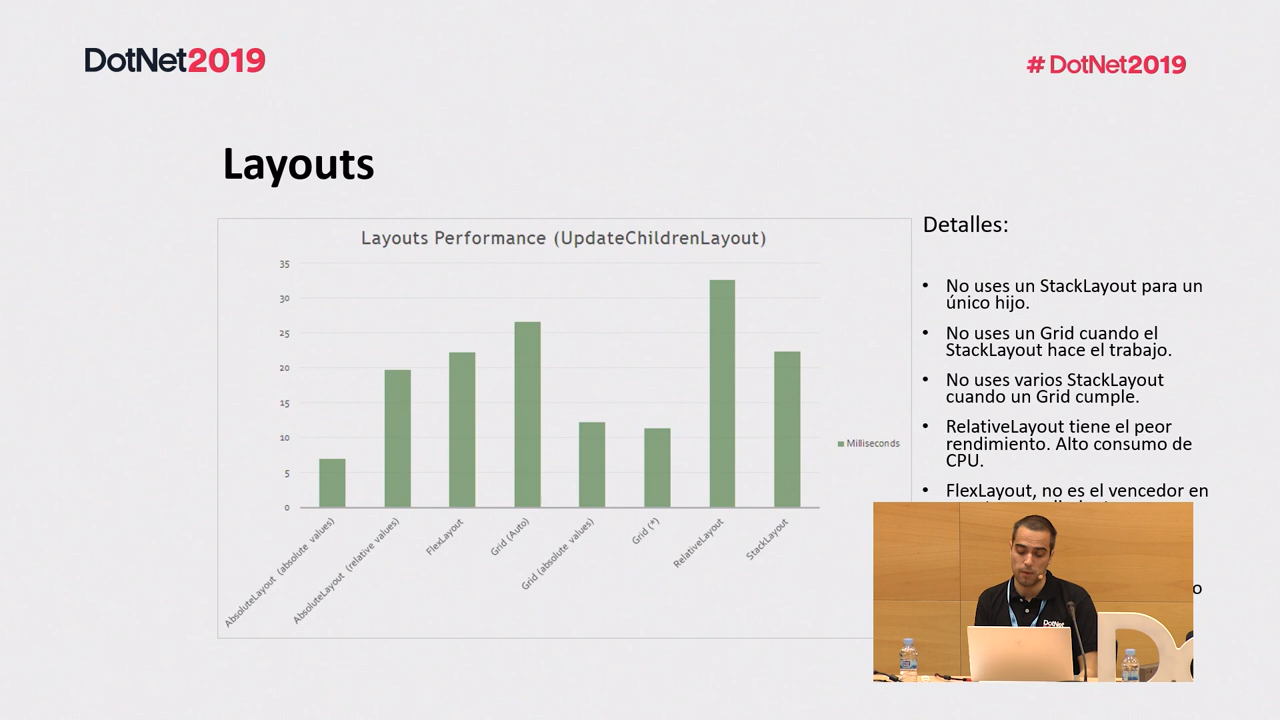 DotNet2019
# DotNet2019
Layouts
Layouts Performance (UpdateChildrenLayout)
35
30
25
20
15
10
5
0
AbsoluteLayout (absolute values)
AbsoluteLayout (relative values)
FlexLayout
Grid (Auto)
Grid (absolute values)
Grid (*)
RelativeLayout
StackLayout
Milliseconds
Detalles:
• No uses un StackLayout para un
único hijo.
• No uses un Grid cuando el
StackLayout hace el trabajo.
• No uses varios StackLayout
cuando un Grid cumple.
• RelativeLayout tiene el peor
rendimiento. Alto consumo de
CPU.
• FlexLayout, no es el vencedor en
o
DotNet
D